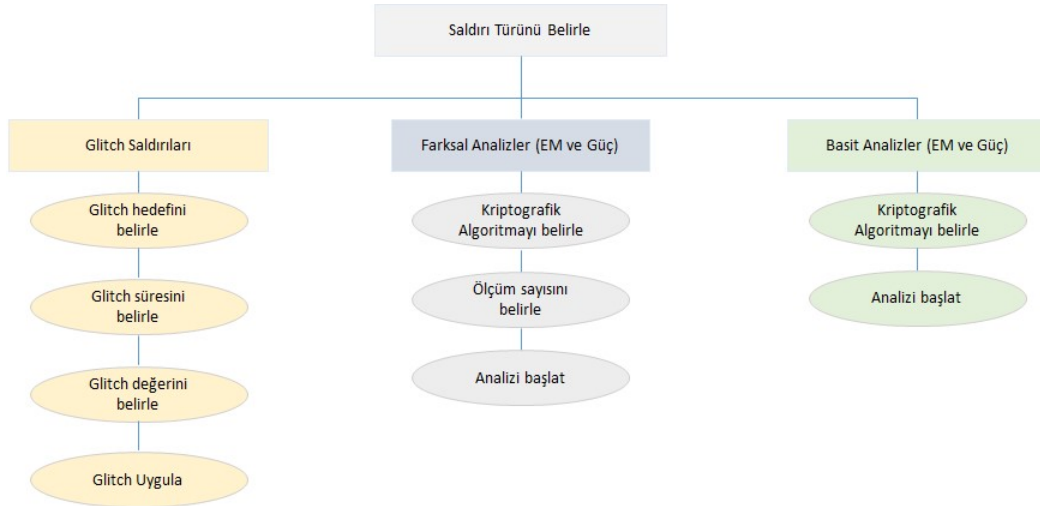 Saldırı Türünü Belirle
Glitch Saldırıları
Farksal Analizler (EM ve Güç)
Basit Analizler (EM ve Güç)
Glitch hedefini
belirle
Kriptografik
Algoritmayı belirle
Kriptografik
Algoritmayı belirle
Glitch süresini
belirle
Ölçüm sayısını
belirle
Analizi başlat
Glitch değerini
belirle
Analizi başlat
Glitch Uygula